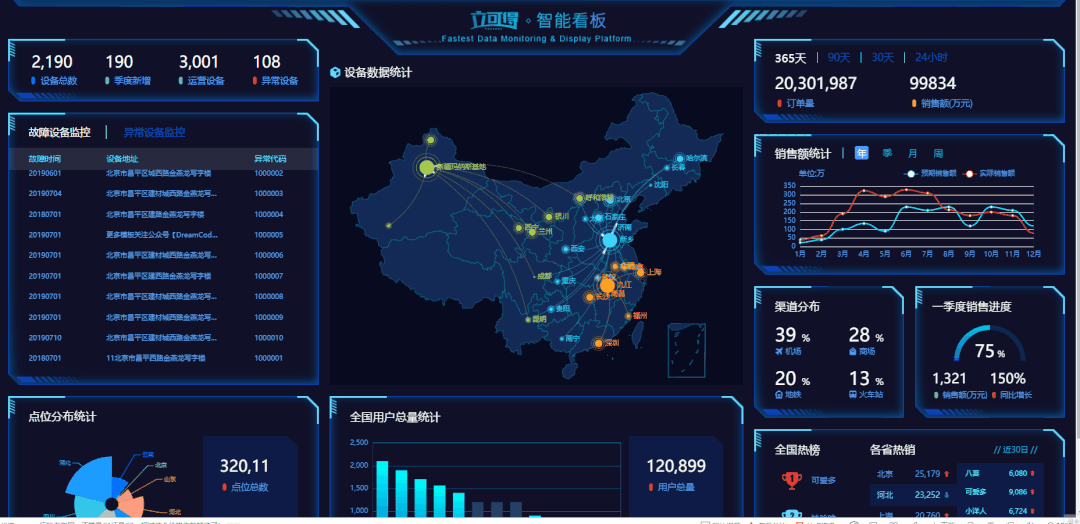 立可得 智能看板
Fastest Data Monitoring & Display Platform
2,190
设备总数
190
季度新增
3,001
运营设备
108
异常设备
故障设备监控
异常设备监控
故障时间 设备地址 异常代码
20190601 北京市昌平区城西路金燕龙写字楼 1000002
20190704 北京市昌平区建材城西路金燕龙写... 1000003
20180701 北京市昌平区建路金燕龙写字楼 1000004
20190701 更多模板关注公众号【DreamCod... 1000005
20190701 北京市昌平区建材城西路金燕龙写... 1000006
20190701 北京市昌平区建西路金燕龙写字楼 1000007
20190701 北京市昌平区建材城西路金燕龙写... 1000008
20190701 北京市昌平区建材城西路金燕龙写... 1000009
20190710 北京市昌平区建材城西路金燕龙写... 1000010
20180701 11北京市昌平西路金燕龙写字楼 1000001
点位分布统计
云南
北京
山东
河北
320,11
点位总数
设备数据统计
新疆玛纳斯基地
哈尔滨
长春
沈阳
呼和浩特
北京
银川
石家庄
济南
兰州
新乡
西安
上海
成都
重庆
九江
长沙
南昌
贵阳
福州
昆明
南宁
深圳
全国用户总量统计
2,500
2,000
1,500
1,000
120,899
用户总量
365天
90天
30天
24小时
20,301,987
订单量
99834
销售额(万元)
销售额统计
年 季 月 周
单位:万
预期销售额 实际销售额
350
300
250
200
150
100
50
0
1月 2月 3月 4月 5月 6月 7月 8月 9月 10月 11月 12月
渠道分布
39 %
机场
28 %
商场
20 %
地铁
13 %
火车站
一季度销售进度
75 %
1,321
销售额(万元)
150%
同比增长
全国热榜
可爱多
各省热销
// 近30日 //
北京 25,179
河北 23,252
上海 20,760
八喜 6,080
可爱多 9,086
小洋人 6,724